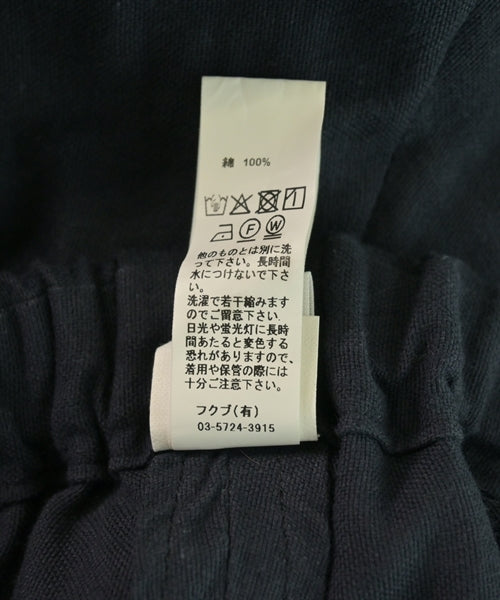 綿 100%
F W
他のものとは別に洗
って下さい。長時間
水につけないで下さ
い。
洗濯で若干縮みます
のでご留意下さい。
日光や蛍光灯に長時
間あたると変色する
恐れがありますので、
着用や保管の際には
十分ご注意下さい。
フクブ(有)
03-5724-3915